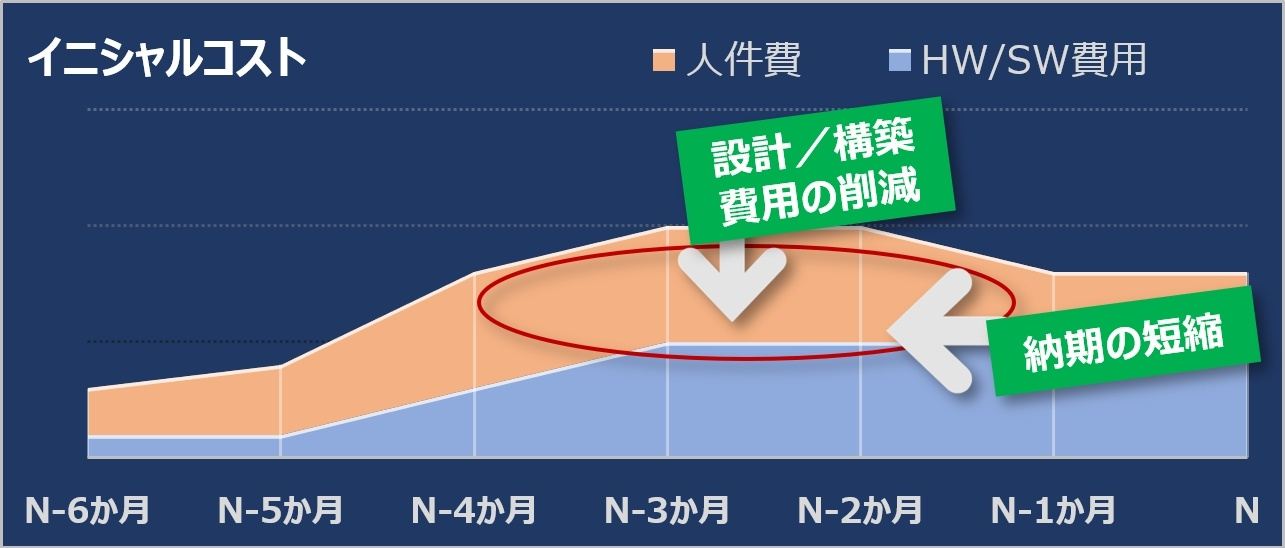 イニシャルコスト
人件費
HW/SW費用
設計／構築
費用の削減
納期の短縮
N-6か月
N-5か月
N-4か月
N-3か月
N-2か月
N-1か月
N